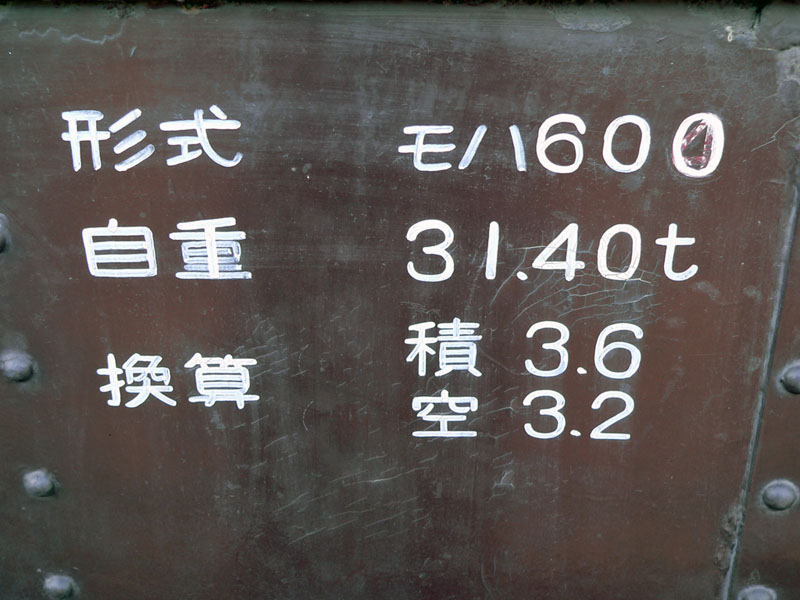 形式 モハ600
自重 31.40t
換算 積 3.6
空 3.2